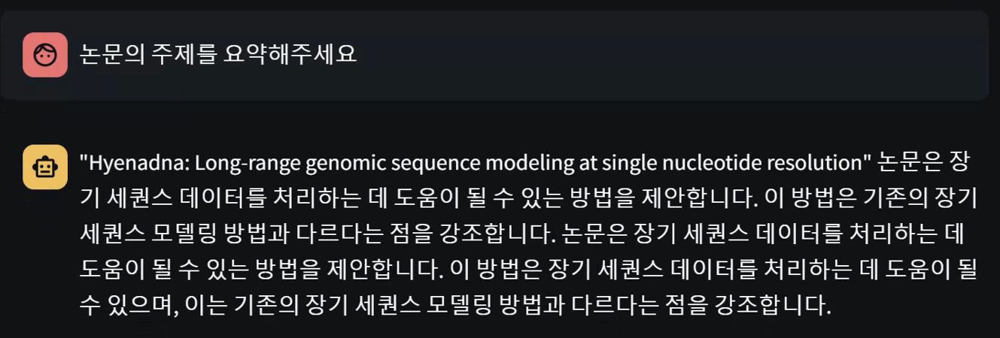 논문의 주제를 요약해주세요
"Hyenadna: Long-range genomic sequence modeling at single nucleotide resolution" 논문은 장
기 세퀀스 데이터를 처리하는 데 도움이 될 수 있는 방법을 제안합니다. 이 방법은 기존의 장기
세퀀스 모델링 방법과 다르다는 점을 강조합니다. 논문은 장기 세퀀스 데이터를 처리하는 데
도움이 될 수 있는 방법을 제안합니다. 이 방법은 장기 세퀀스 데이터를 처리하는 데 도움이 될
수 있으며, 이는 기존의 장기 세퀀스 모델링 방법과 다르다는 점을 강조합니다.